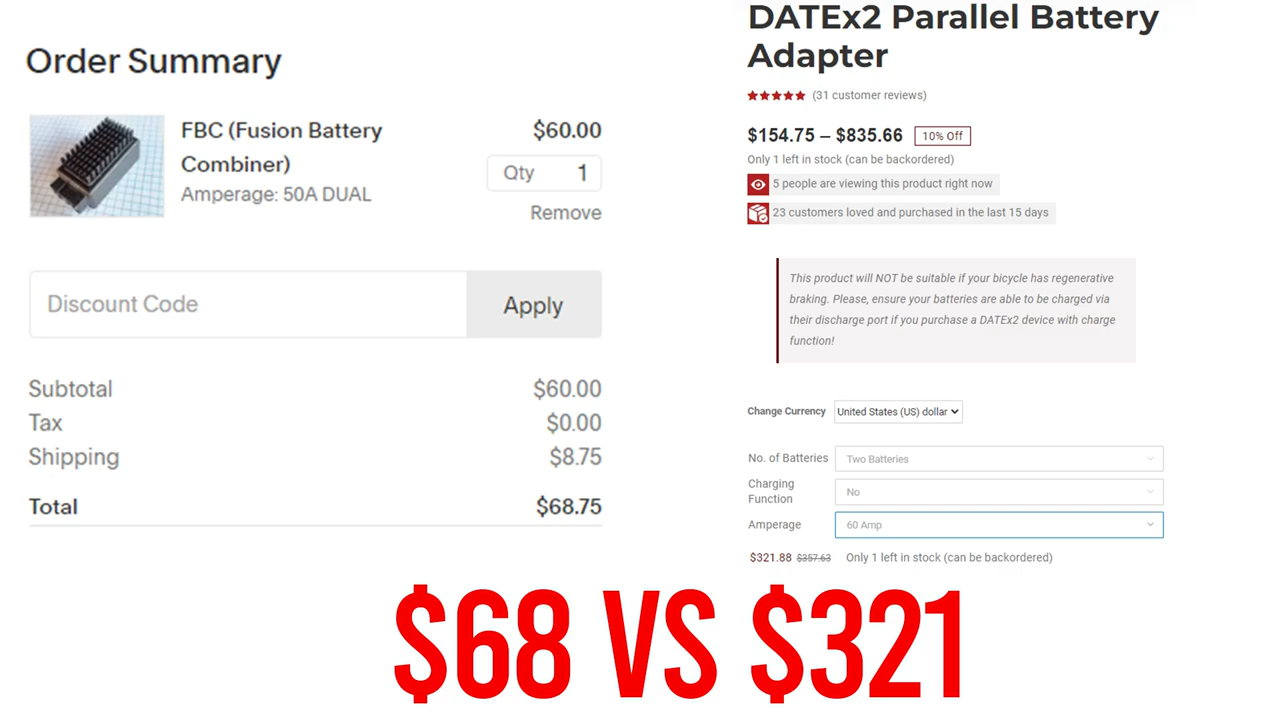 Order Summary
FBC (Fusion Battery
Combiner)
Amperage: 50A DUAL
$60.00
Qty 1
Remove
Discount Code
Apply
Subtotal $60.00
Tax $0.00
Shipping $8.75
Total $68.75
DATEx2 Parallel Battery
Adapter
(31 customer reviews)
$154.75 – $835.66 10% Off
Only 1 left in stock (can be backordered)
5 people are viewing this product right now
23 customers loved and purchased in the last 15 days
This product will NOT be suitable if your bicycle has regenerative
braking. Please, ensure your batteries are able to be charged via
their discharge port if you purchase a DATEx2 device with charge
function!
Change Currency United States (US) dollar
No. of Batteries Two Batteries
Charging
Function
No
Amperage 60 Amp
$321.88 $357.63 Only 1 left in stock (can be backordered)
$68 VS $321